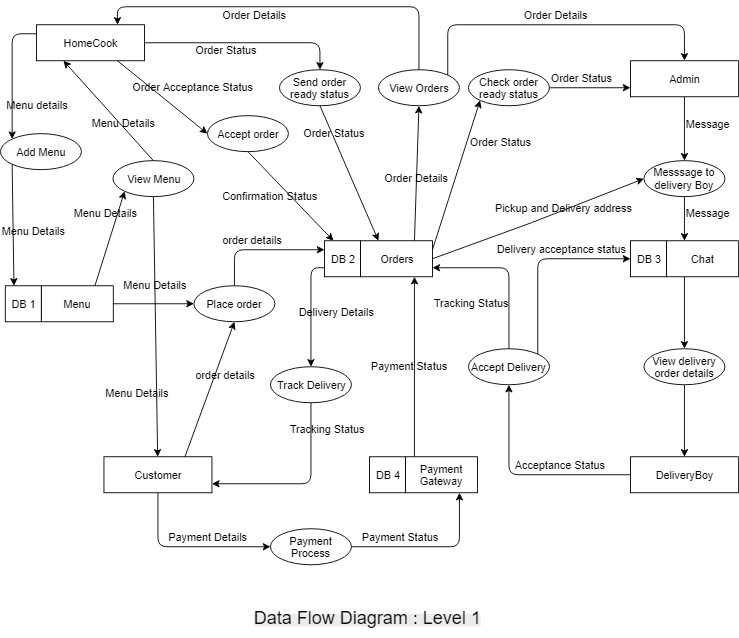 Order Details
Order Details
HomeCook
Order Status
Order Acceptance Status
Send order
ready status
View Orders
Check order
ready status
Order Status
Admin
Menu details
Menu Details
Accept order
Order Status
Order Status
Message
Add Menu
View Menu
Order Details
Messsage to
delivery Boy
Confirmation Status
Pickup and Delivery address
Menu Details
Message
Menu Details
order details
DB 2
Orders
Delivery acceptance status
DB 3
Chat
Menu Details
DB 1
Menu
Place order
Delivery Details
Tracking Status
order details
Payment Status
Accept Delivery
View delivery
order details
Track Delivery
Menu Details
Tracking Status
Customer
DB 4
Payment
Gateway
Acceptance Status
DeliveryBoy
Payment Details
Payment
Process
Payment Status
Data Flow Diagram : Level 1